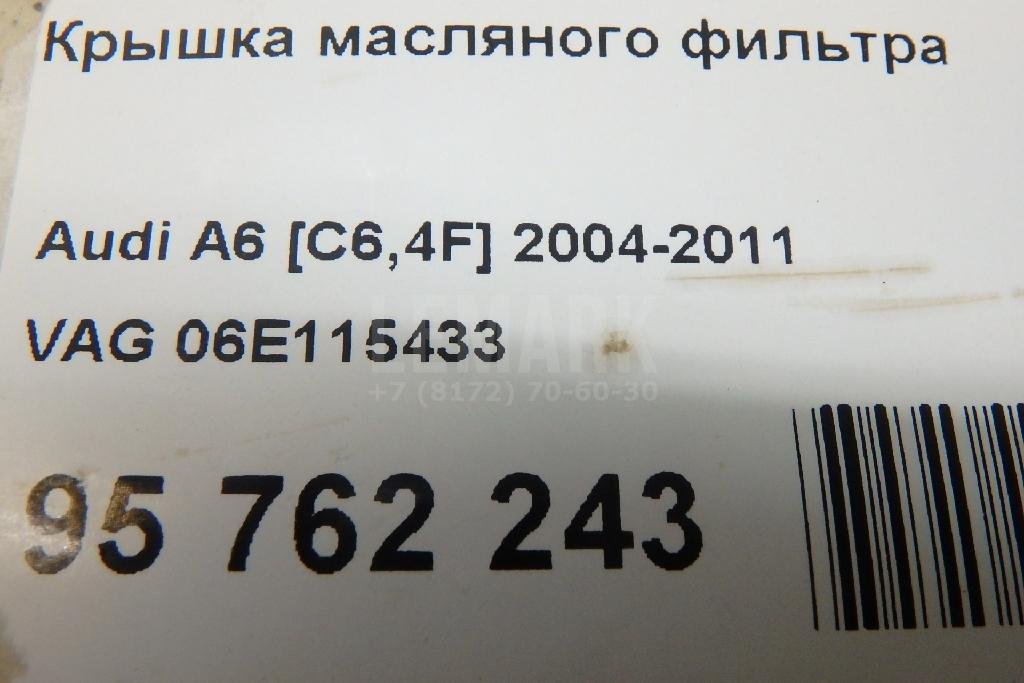 Крышка масляного фильтра
Audi A6 [C6,4F] 2004-2011
LEMARK
VAG 06E115433
+7 (8172) 70-60-30
95 762 243